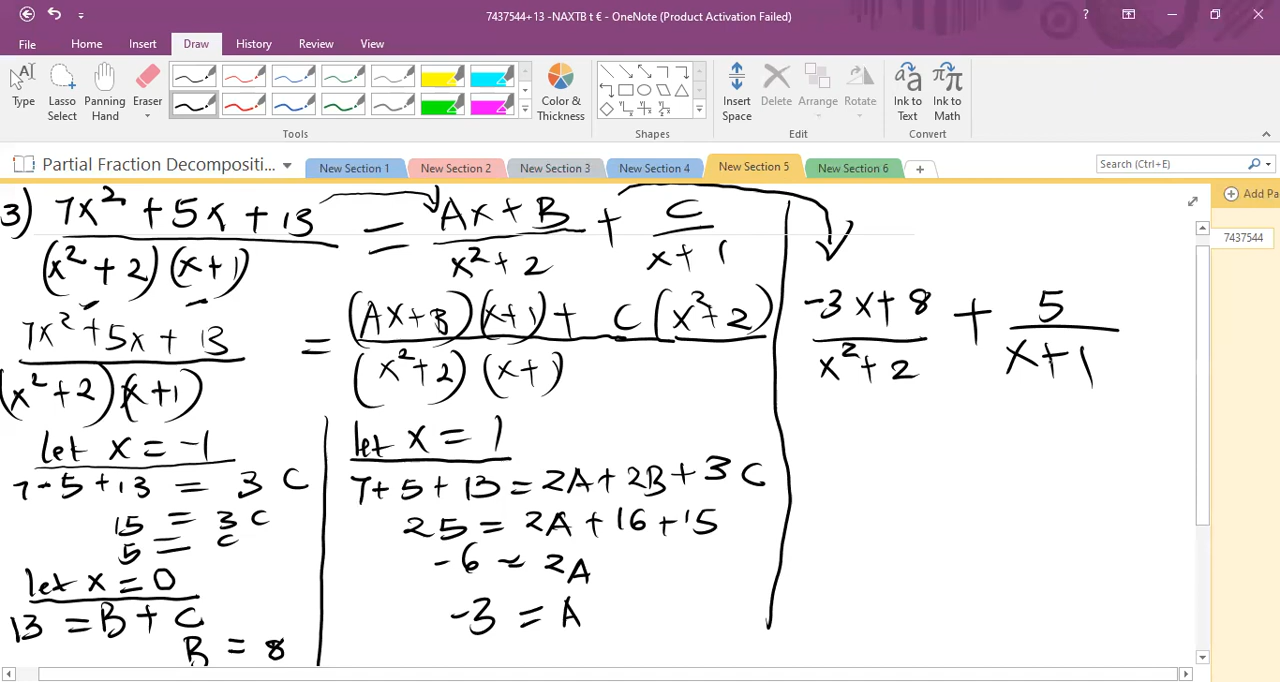 7437544+13 -NAXTB t € - OneNote (Product Activation Failed)
?
File Home Insert Draw History Review View
Type
Lasso Select
Panning Hand
Eraser
Color & Thickness
Insert Space
Delete
Arrange
Rotate
Ink to Text
Ink to Math
Tools
Shapes
Edit
Convert
Partial Fraction Decompositi...
New Section 1
New Section 2
New Section 3
New Section 4
New Section 5
New Section 6
Search (Ctrl+E)
Add Pa
7437544
3) (7x² + 5x + 13)/((x² + 2)(x+1)) = (Ax + B)/(x² + 2) + C/(x + 1)
(7x² + 5x + 13)/((x² + 2)(x+1)) = ((Ax+B)(x+1) + C(x²+2))/((x²+2)(x+1))
let x = -1
7-5+13 = 3C
15 = 3C
5 = C
let x = 0
13 = B + C
B = 8
let x = 1
7+5+13 = 2A + 2B + 3C
25 = 2A + 16 + 15
-6 = 2A
-3 = A
(-3x+8)/(x²+2) + 5/(x+1)